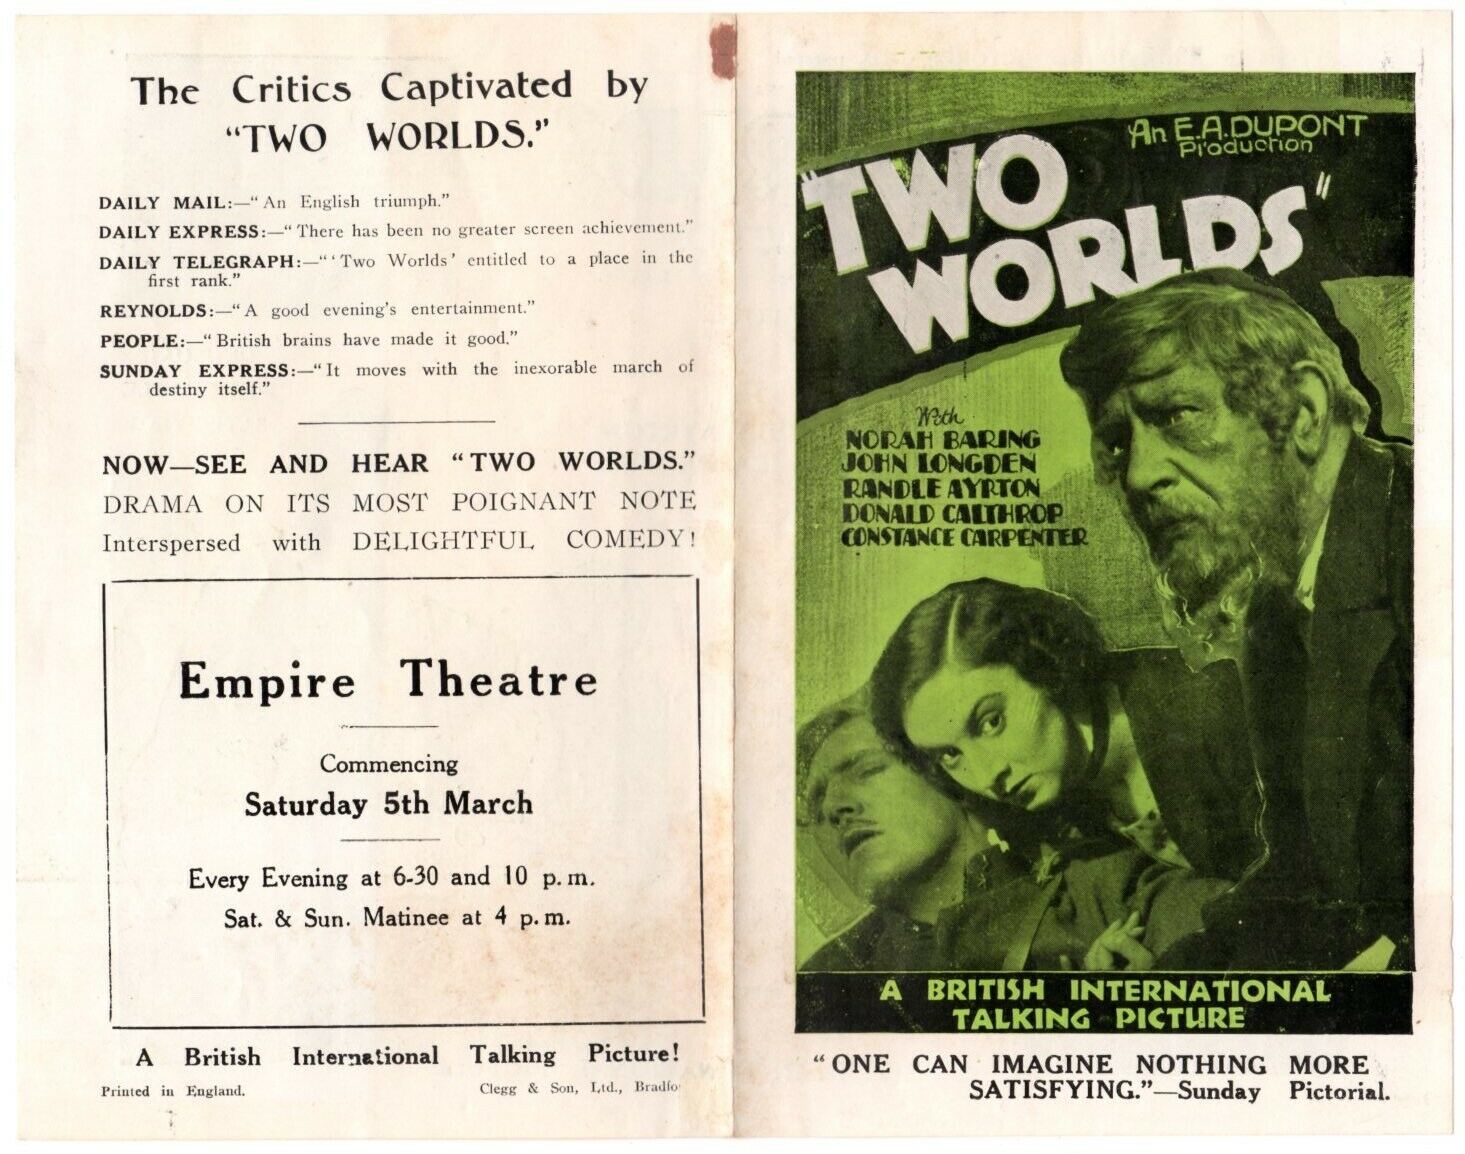 The Critics Captivated by
“TWO WORLDS.”
DAILY MAIL:—“An English triumph.”
DAILY EXPRESS:—“There has been no greater screen achievement.”
DAILY TELEGRAPH:—“‘Two Worlds’ entitled to a place in the
first rank.”
REYNOLDS:—“A good evening’s entertainment.”
PEOPLE:—“British brains have made it good.”
SUNDAY EXPRESS:—“It moves with the inexorable march of
destiny itself.”
NOW—SEE AND HEAR “TWO WORLDS.”
DRAMA ON ITS MOST POIGNANT NOTE
Interspersed with DELIGHTFUL COMEDY!
Empire Theatre
Commencing
Saturday 5th March
Every Evening at 6-30 and 10 p.m.
Sat. & Sun. Matinee at 4 p.m.
A British International Talking Picture!
Printed in England.
Clegg & Son, Ltd., Bradfo
An E.A.DUPONT
Production
"TWO
WORLDS"
With
NORAH BARING
JOHN LONGDEN
RANDLE AYRTON
DONALD CALTHROP
CONSTANCE CARPENTER
A BRITISH INTERNATIONAL
TALKING PICTURE
“ONE CAN IMAGINE NOTHING MORE
SATISFYING.”—Sunday Pictorial.